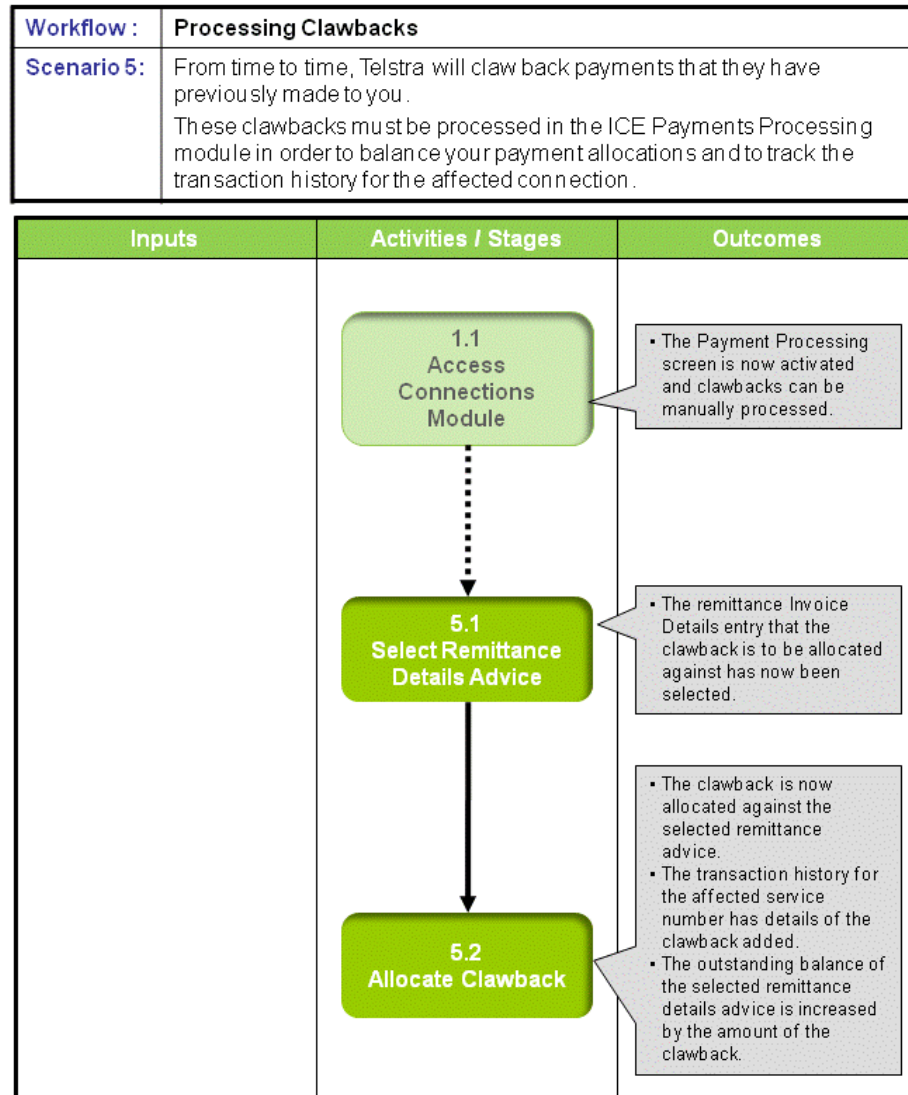 Workflow :
Processing Clawbacks
Scenario 5:
From time to time, Telstra will claw back payments that they have
previously made to you.
These clawbacks must be processed in the ICE Payments Processing
module in order to balance your payment allocations and to track the
transaction history for the affected connection.
Inputs
Activities / Stages
Outcomes
1.1
Access
Connections
Module
▪ The Payment Processing
screen is now activated
and clawbacks can be
manually processed.
5.1
Select Remittance
Details Advice
▪ The remittance Invoice
Details entry that the
clawback is to be allocated
against has now been
selected.
5.2
Allocate Clawback
▪ The clawback is now
allocated against the
selected remittance
advice.
▪ The transaction history for
the affected service
number has details of the
clawback added.
▪ The outstanding balance of
the selected remittance
details advice is increased
by the amount of the
clawback.